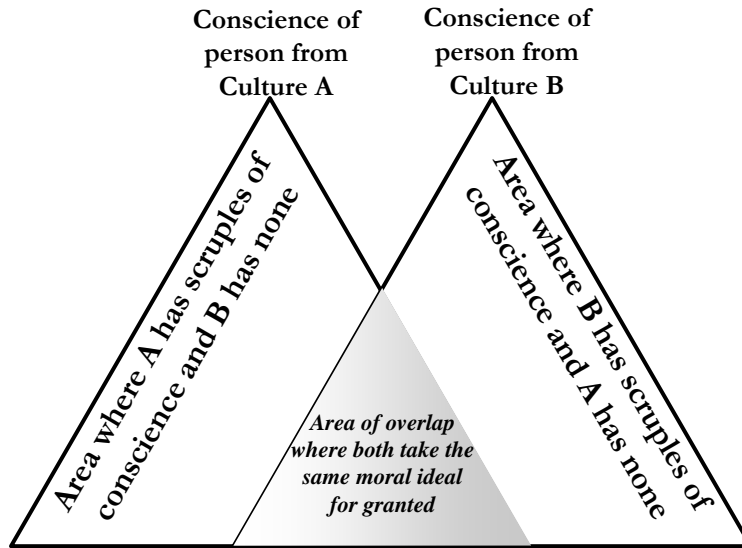 Conscience of
person from
Culture A
Conscience of
person from
Culture B
Area where A has scruples of
conscience and B has none
Area of overlap
where both take the
same moral ideal
for granted
Area where B has scruples of
conscience and A has none